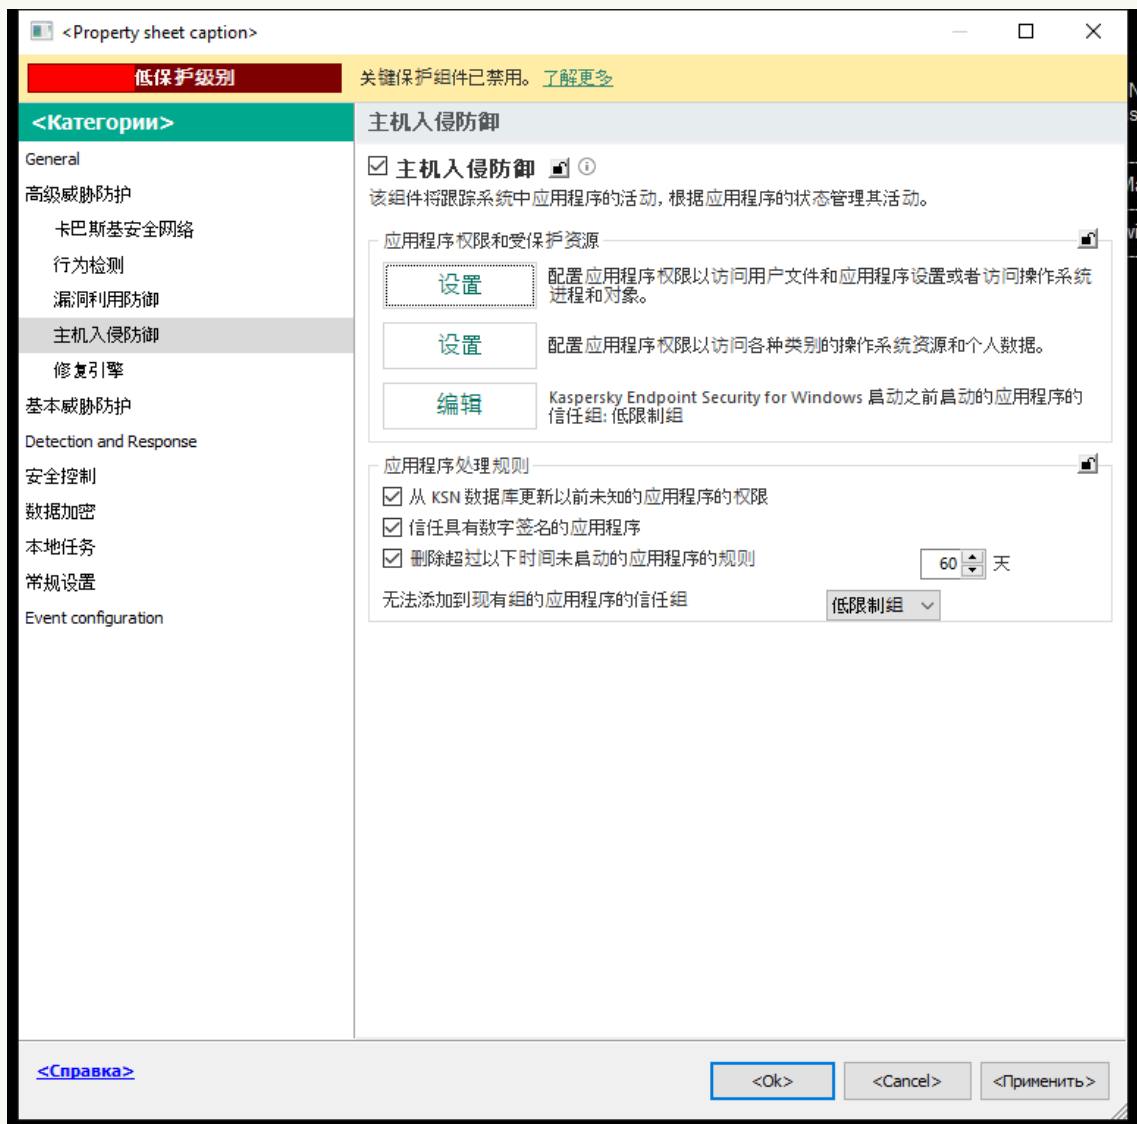 <Property sheet caption>
低保护级别
关键保护组件已禁用。 了解更多
<Категории>
General
高级威胁防护
卡巴斯基安全网络
行为检测
漏洞利用防御
主机入侵防御
修复引擎
基本威胁防护
Detection and Response
安全控制
数据加密
本地任务
常规设置
Event configuration
主机入侵防御
主机入侵防御
该组件将跟踪系统中应用程序的活动, 根据应用程序的状态管理其活动。
应用程序权限和受保护资源
设置
配置应用程序权限以访问用户文件和应用程序设置或者访问操作系统
进程和对象。
设置
配置应用程序权限以访问各种类别的操作系统资源和个人数据。
编辑
Kaspersky Endpoint Security for Windows 启动之前启动的应用程序的
信任组: 低限制组
应用程序处理规则
从 KSN 数据库更新以前未知的应用程序的权限
信任具有数字签名的应用程序
删除超过以下时间未启动的应用程序的规则 60 天
无法添加到现有组的应用程序的信任组 低限制组
<Справка>
<Ok> <Cancel> <Применить>